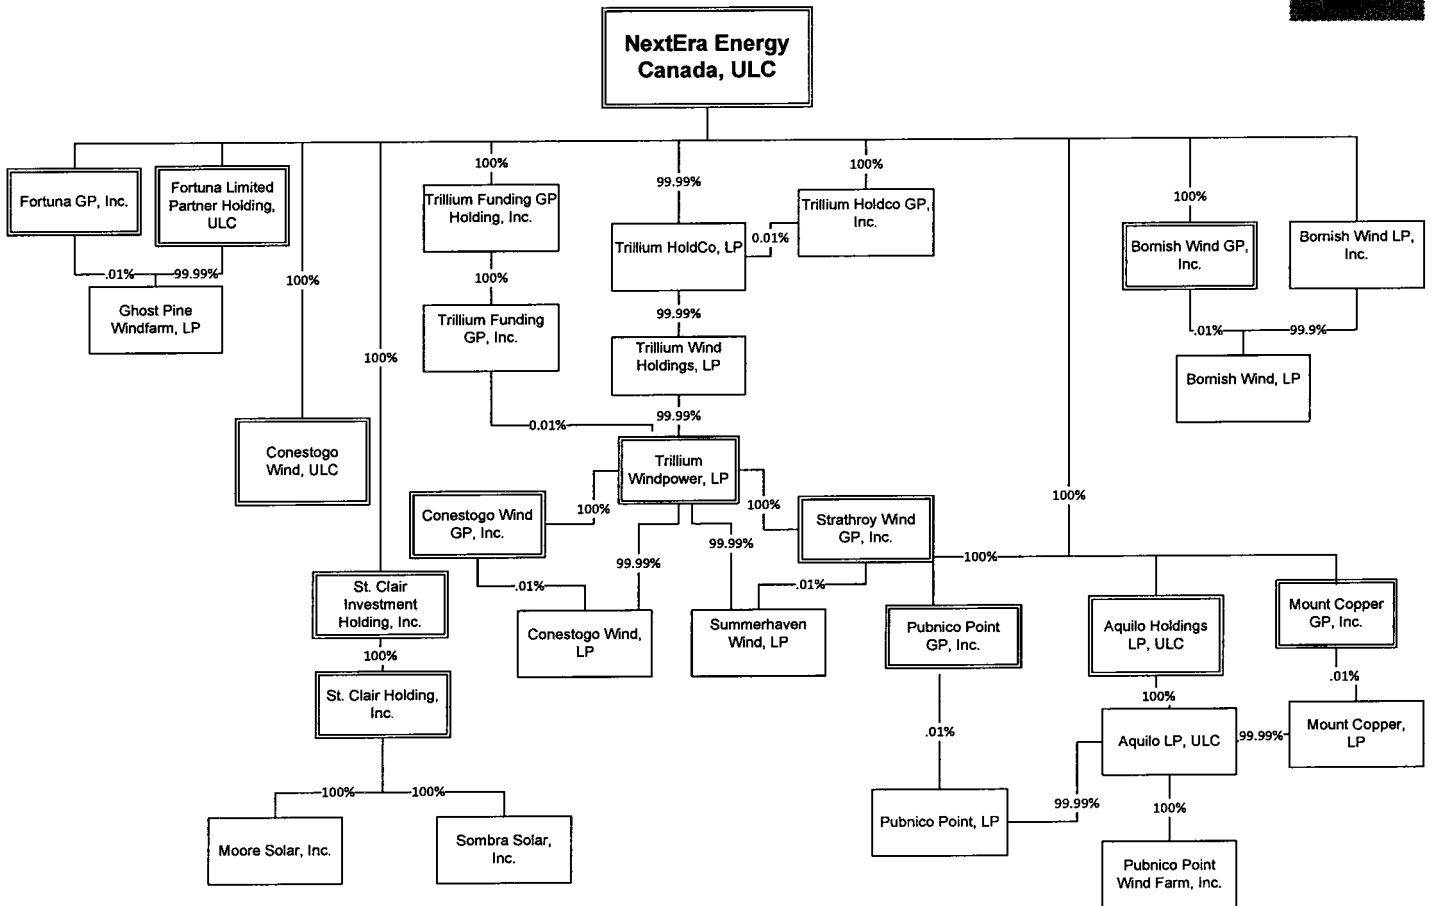 NextEra Energy
Canada, ULC
100%
100%
99.99%
100%
Fortuna GP, Inc.
Fortuna Limited
Partner Holding,
ULC
Trillium Funding GP
Holding, Inc.
Trillium Holdco GP,
Inc.
Trillium HoldCo, LP
0.01%
Bornish Wind GP,
Inc.
Bornish Wind LP,
Inc.
.01%
99.99%
100%
100%
Ghost Pine
Windfarm, LP
Trillium Funding
GP, Inc.
99.99%
Trillium Wind
Holdings, LP
.01%
99.9%
Bornish Wind, LP
100%
99.99%
0.01%
Conestogo
Wind, ULC
Trillium
Windpower, LP
100%
100%
100%
Conestogo Wind
GP, Inc.
Strathroy Wind
GP, Inc.
99.99%
99.99%
100%
.01%
.01%
St. Clair
Investment
Holding, Inc.
Conestogo Wind,
LP
Summerhaven
Wind, LP
Pubnico Point
GP, Inc.
Aquilo Holdings
LP, ULC
Mount Copper
GP, Inc.
100%
St. Clair Holding,
Inc.
100%
.01%
.01%
Aquilo LP, ULC
99.99%
Mount Copper,
LP
100%
100%
99.99%
100%
Moore Solar, Inc.
Sombra Solar,
Inc.
Pubnico Point, LP
Pubnico Point
Wind Farm, Inc.